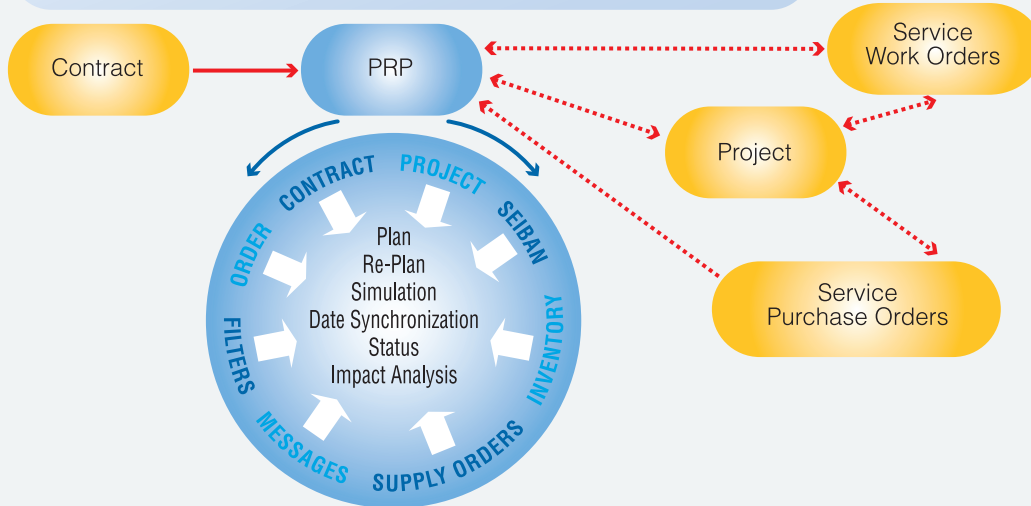 Contract
PRP
Service
Work Orders
Project
Service
Purchase Orders
CONTRACT
PROJECT
SEIBAN
INVENTORY
SUPPLY ORDERS
MESSAGES
FILTERS
ORDER
Plan
Re-Plan
Simulation
Date Synchronization
Status
Impact Analysis